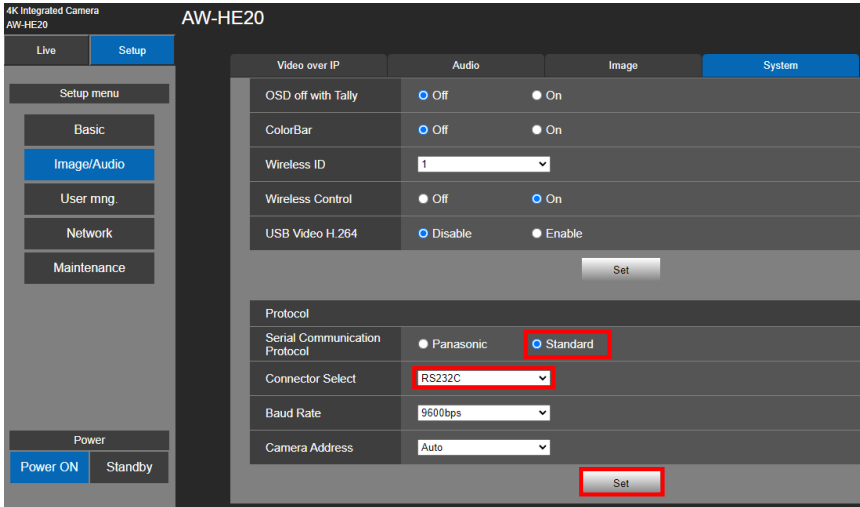 4K Integrated Camera
AW-HE20
AW-HE20
Live Setup
Setup menu
Basic
Image/Audio
User mng.
Network
Maintenance
Power
Power ON Standby
Video over IP Audio Image System
OSD off with Tally Off On
ColorBar Off On
Wireless ID 1
Wireless Control Off On
USB Video H.264 Disable Enable
Set
Protocol
Serial Communication
Protocol Panasonic Standard
Connector Select RS232C
Baud Rate 9600bps
Camera Address Auto
Set